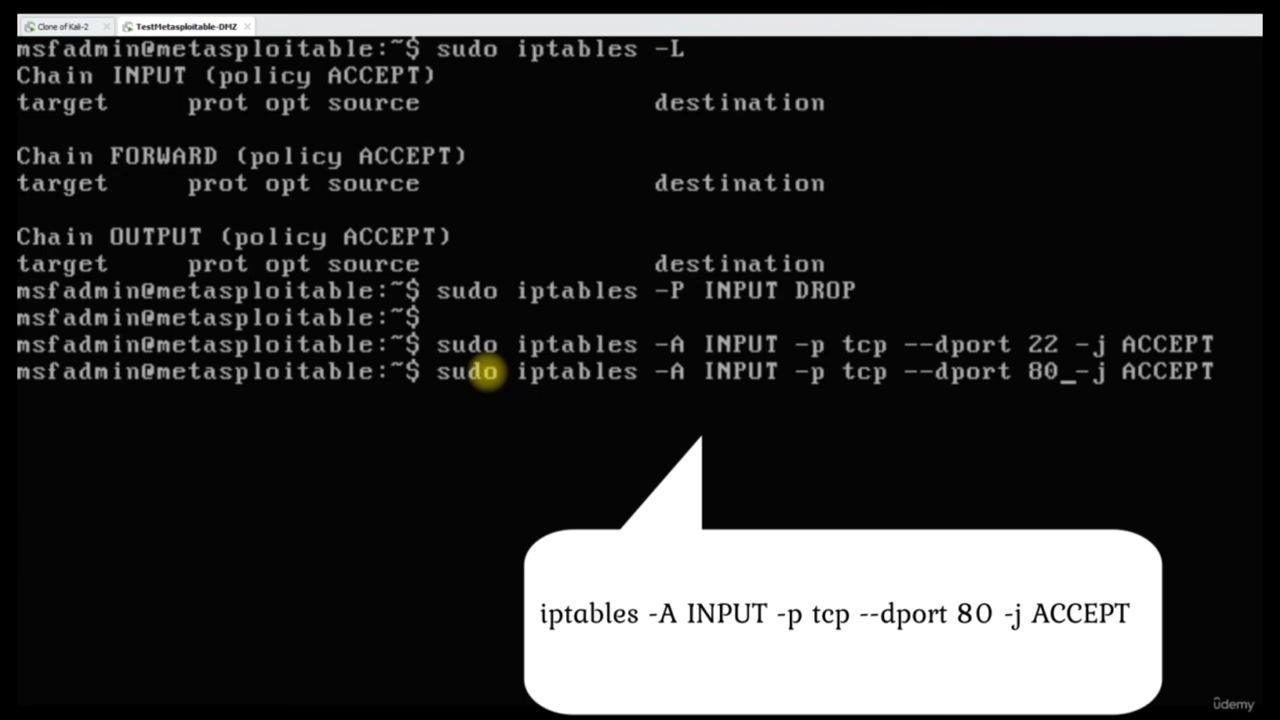 Clone of Kali-2 × TestMetasploitable-DMZ ×
msfadmin@metasploitable:~$ sudo iptables -L
Chain INPUT (policy ACCEPT)
target prot opt source destination
Chain FORWARD (policy ACCEPT)
target prot opt source destination
Chain OUTPUT (policy ACCEPT)
target prot opt source destination
msfadmin@metasploitable:~$ sudo iptables -P INPUT DROP
msfadmin@metasploitable:~$
msfadmin@metasploitable:~$ sudo iptables -A INPUT -p tcp --dport 22 -j ACCEPT
msfadmin@metasploitable:~$ sudo iptables -A INPUT -p tcp --dport 80_-j ACCEPT
iptables -A INPUT -p tcp --dport 80 -j ACCEPT
ûdemy